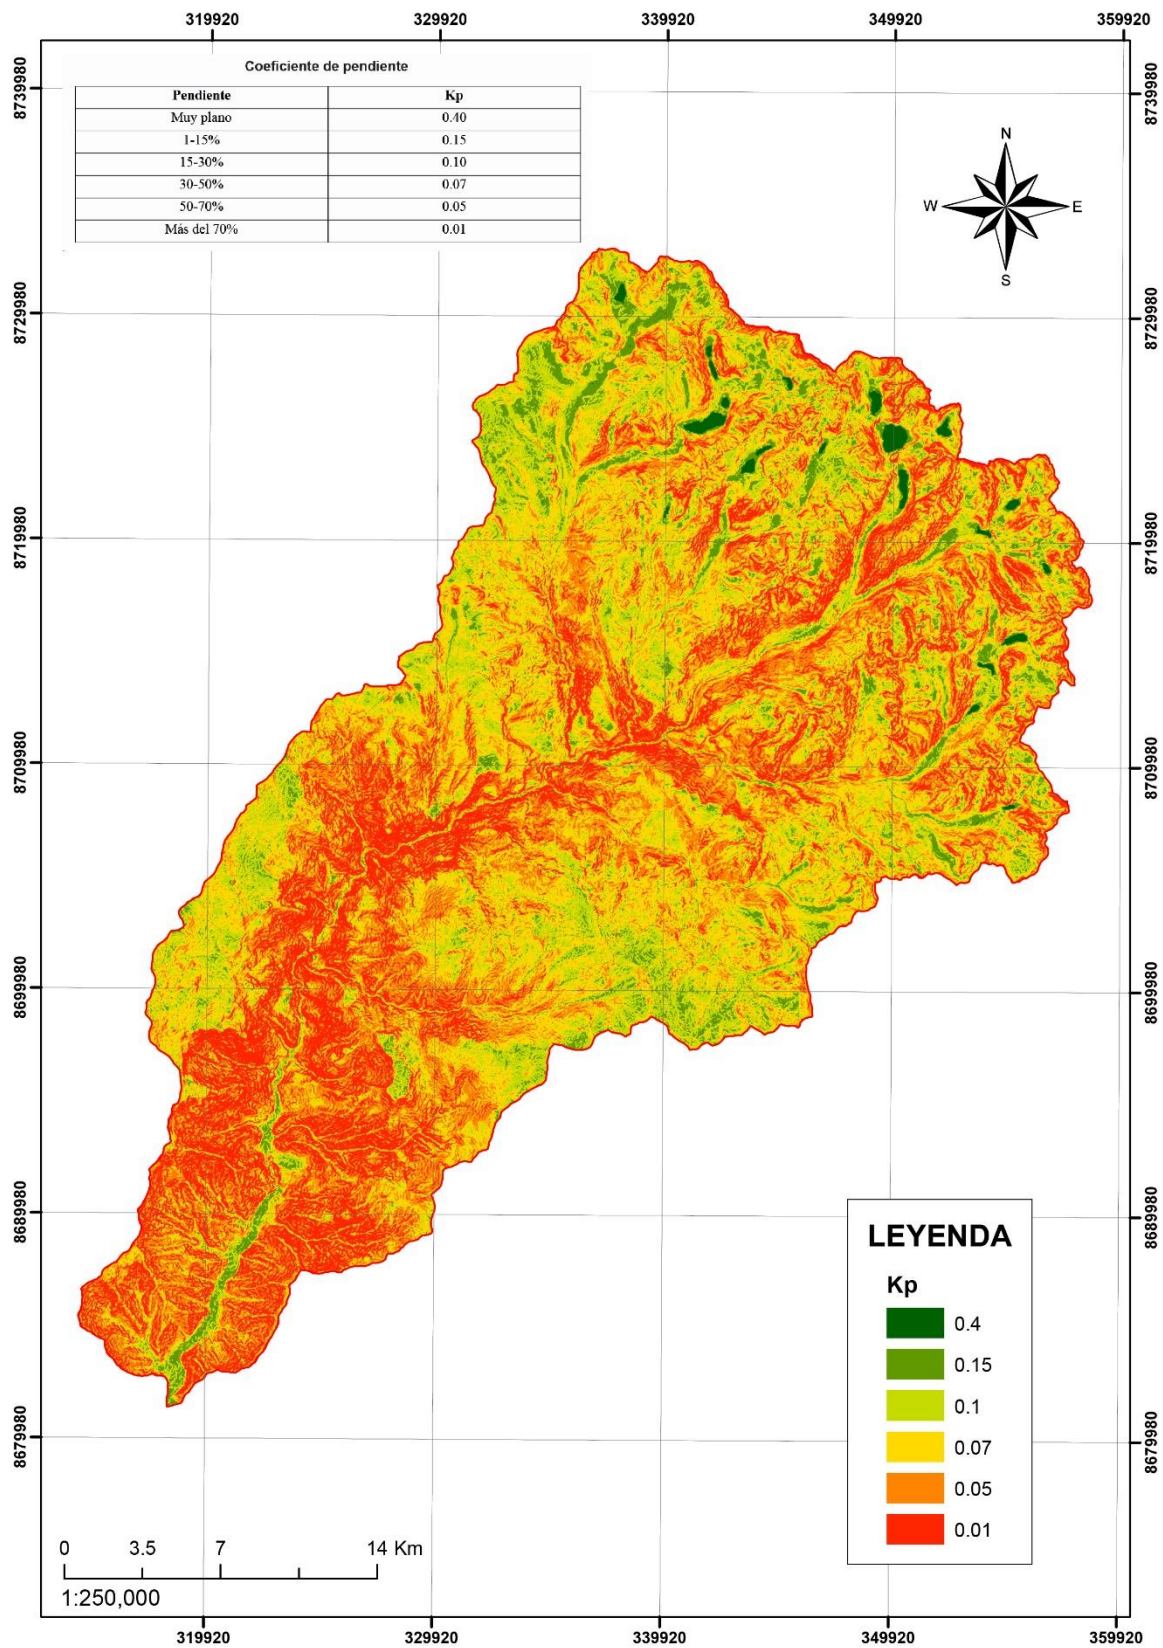 319920 329920 339920 349920 359920
8739980 8739980
Coeficiente de pendiente
Pendiente Kp
Muy plano 0.40
1-15% 0.15
15-30% 0.10
30-50% 0.07
50-70% 0.05
Más del 70% 0.01
N
W E
S
8729980 8729980
8719980 8719980
8709980 8709980
8699980 8699980
8689980 8689980
LEYENDA
Kp
0.4
0.15
0.1
0.07
0.05
0.01
8679980 8679980
0 3.5 7 14 Km
1:250,000
319920 329920 339920 349920 359920